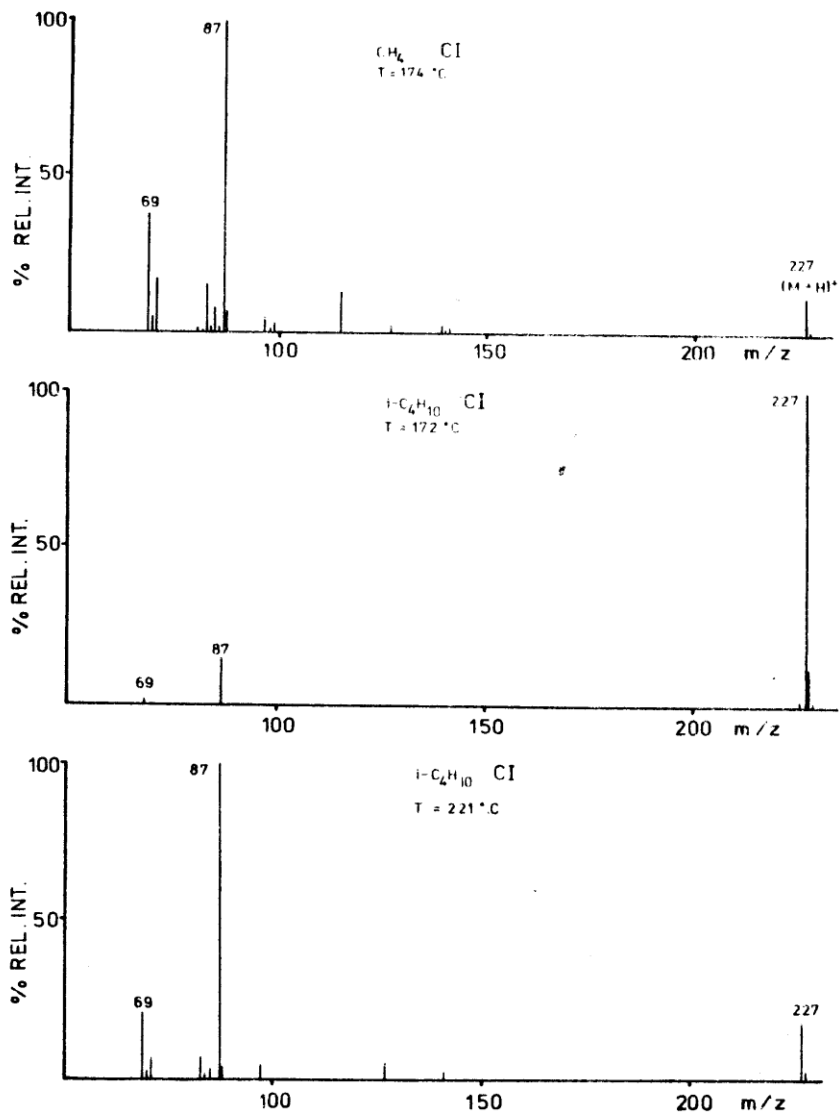 100
87
CH₄ CI
T = 174 °C
50
69
227
(M + H)⁺
% REL. INT.
100 150 200 m/z
100
i-C₄H₁₀ CI
T = 172 °C
227
50
87
69
% REL. INT.
100 150 200 m/z
100
87
i-C₄H₁₀ CI
T = 221 °C
50
69
227
% REL. INT.
100 150 200 m/z